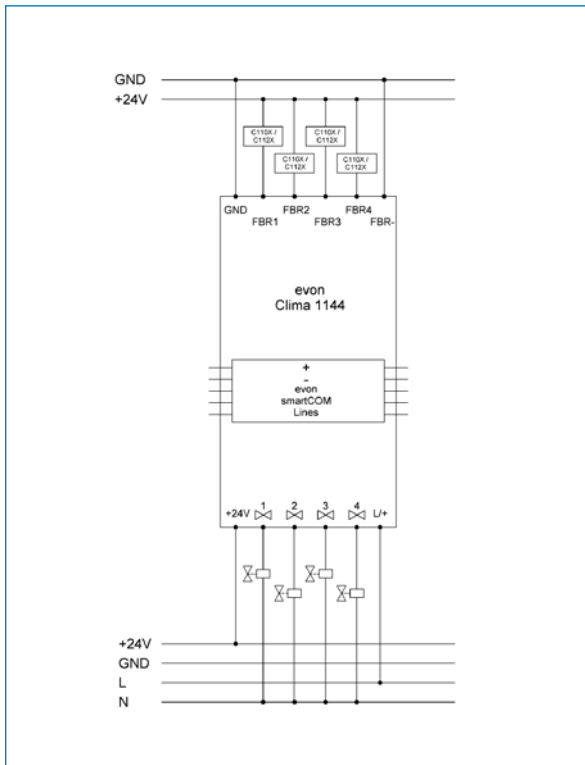 GND
+24V
C110X /
C112X
C110X /
C112X
C110X /
C112X
C110X /
C112X
GND
FBR1
FBR2
FBR3
FBR4
FBR-
evon
Clima 1144
+
-
evon
smartCOM
Lines
+24V 1 2 3 4 L/+
+24V
GND
L
N